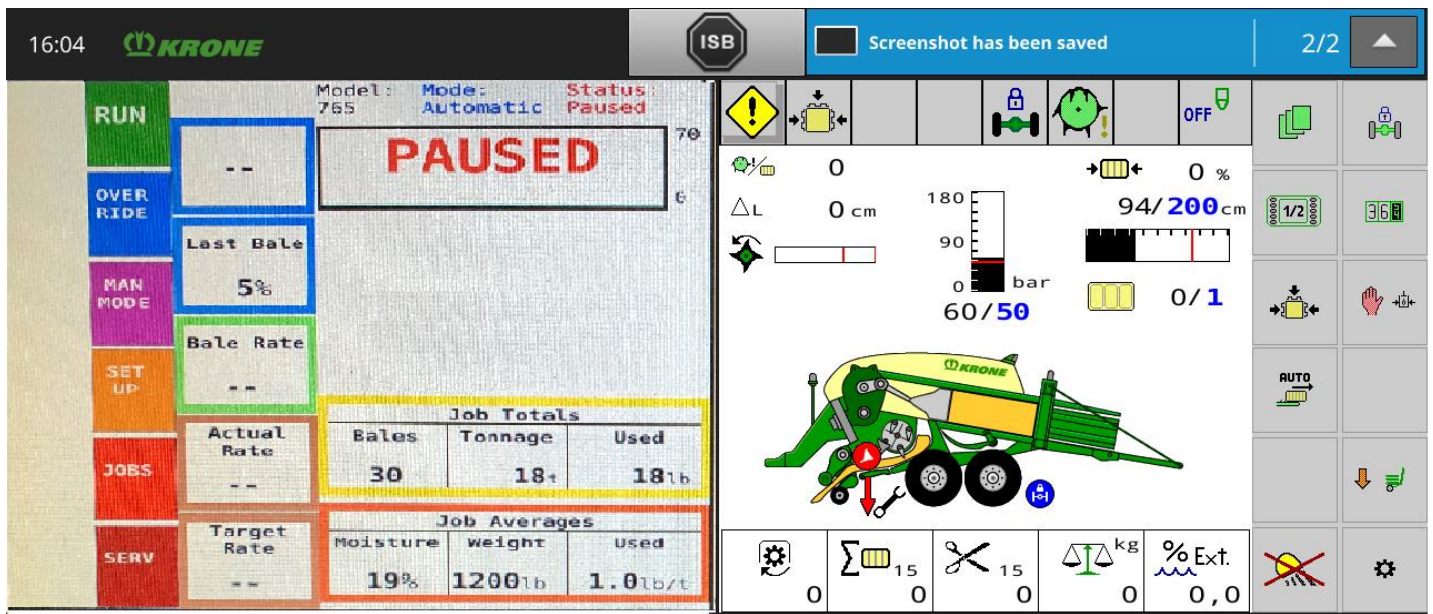 16:04 KRONE ISB Screenshot has been saved 2/2
Model: Mode: Status:
765 Automatic Paused
RUN
PAUSED
70
--
6
OVER
RIDE
Last Bale
5%
MAN
MODE
Bale Rate
--
SET
UP
Job Totals
Bales Tonnage Used
30 18t 18lb
Actual
Rate
--
JOBS
Job Averages
Moisture Weight Used
19% 1200lb 1.0lb/t
Target
Rate
--
SERV
OFF
0
0 %
L 0 cm
180
90
0 bar
60/50
94/200cm
0/1
KRONE
0
15 0
15 0
kg 0
% Ext. 0,0
1/2
36
AUTO